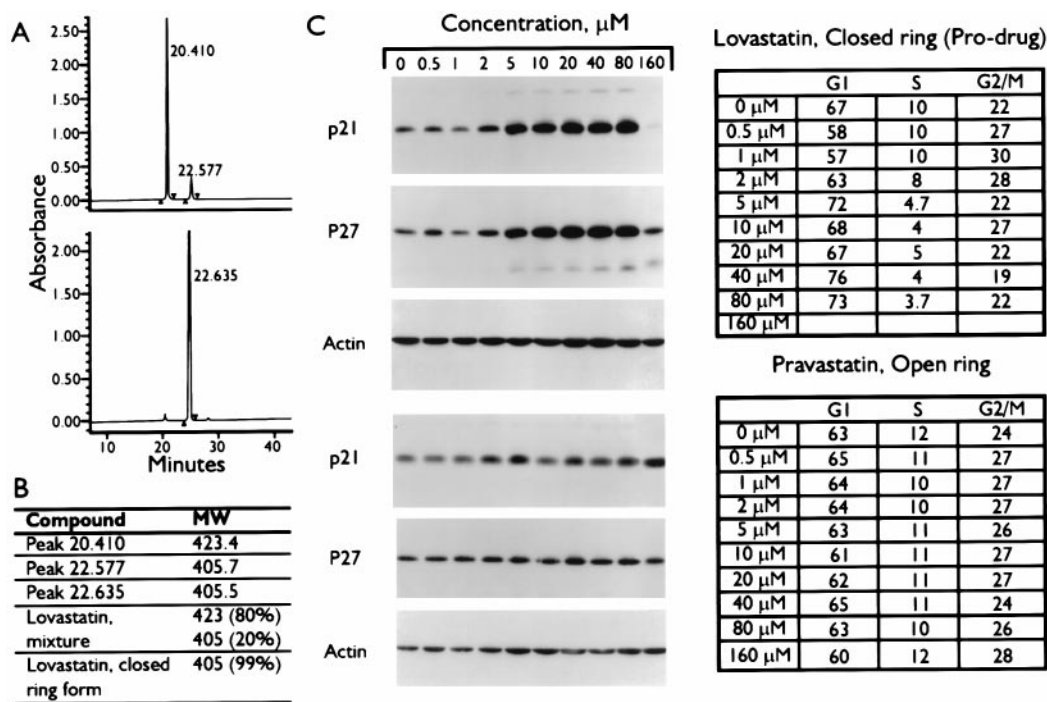 A
2.50
2.00
1.50
1.00
0.50
0.00
20.410
22.577
2.00
1.50
1.00
0.50
0.00
22.635
Absorbance
10 20 30 40
Minutes
B
Compound MW
Peak 20.410 423.4
Peak 22.577 405.7
Peak 22.635 405.5
Lovastatin, 423 (80%)
mixture 405 (20%)
Lovastatin, closed 405 (99%)
ring form
C
Concentration, μM
0 0.5 1 2 5 10 20 40 80 160
p21
P27
Actin
p21
P27
Actin
Lovastatin, Closed ring (Pro-drug)
G1 S G2/M
0 μM 67 10 22
0.5 μM 58 10 27
1 μM 57 10 30
2 μM 63 8 28
5 μM 72 4.7 22
10 μM 68 4 27
20 μM 67 5 22
40 μM 76 4 19
80 μM 73 3.7 22
160 μM
Pravastatin, Open ring
G1 S G2/M
0 μM 63 12 24
0.5 μM 65 11 27
1 μM 64 10 27
2 μM 64 10 27
5 μM 63 11 26
10 μM 61 11 27
20 μM 62 11 27
40 μM 65 11 24
80 μM 63 10 26
160 μM 60 12 28